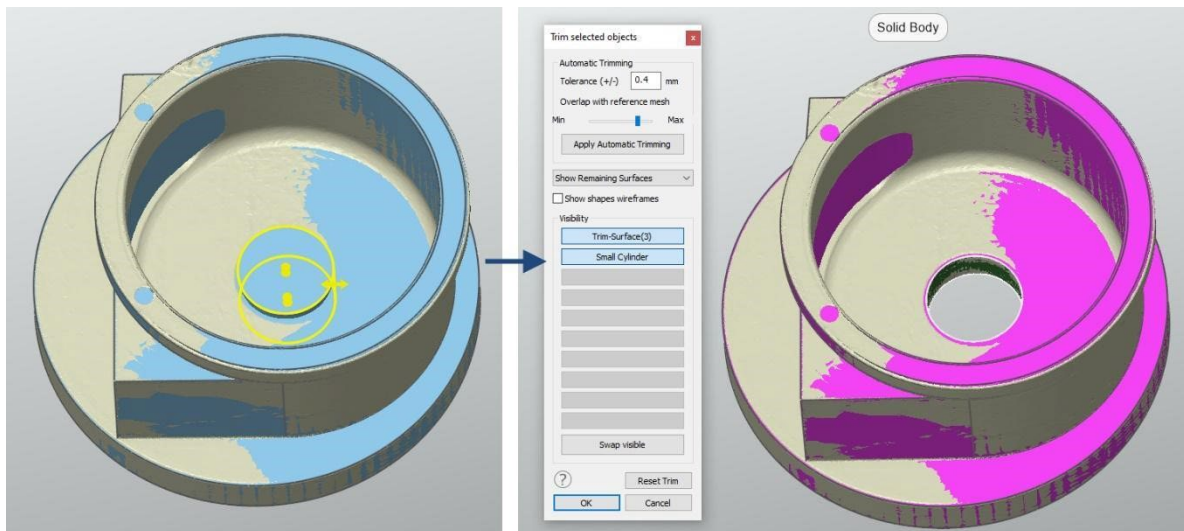 Trim selected objects
x
Automatic Trimming
Tolerance (+/-) 0.4 mm
Overlap with reference mesh
Min Max
Apply Automatic Trimming
Show Remaining Surfaces
Show shapes wireframes
Visibility
Trim-Surface(3)
Small Cylinder
Swap visible
? Reset Trim
OK Cancel
Solid Body